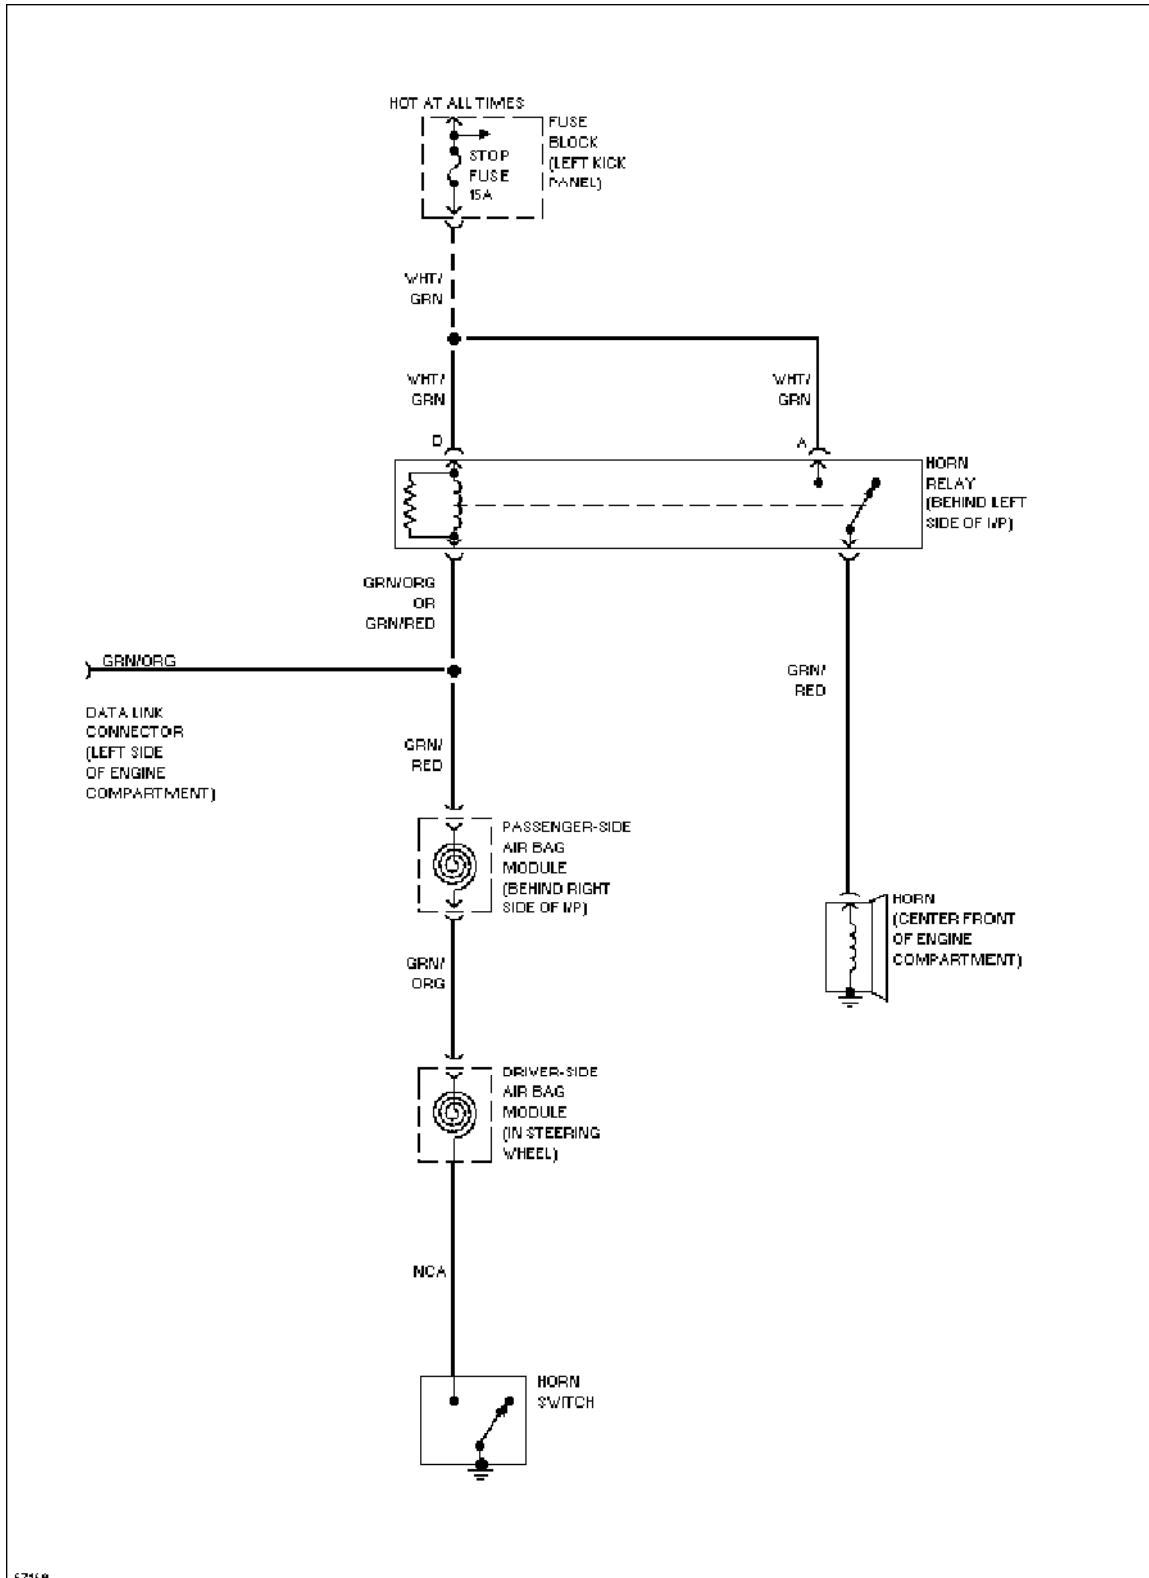 HOT AT ALL TIMES
FUSE
BLOCK
(LEFT KICK
PANEL)
STOP
FUSE
15A
WHT/
GRN
WHT/
GRN
WHT/
GRN
D
A
HORN
RELAY
(BEHIND LEFT
SIDE OF I/P)
GRN/ORG
OR
GRN/RED
GRN/ORG
DATA LINK
CONNECTOR
(LEFT SIDE
OF ENGINE
COMPARTMENT)
GRN/
RED
GRN/
RED
PASSENGER-SIDE
AIR BAG
MODULE
(BEHIND RIGHT
SIDE OF I/P)
HORN
(CENTER FRONT
OF ENGINE
COMPARTMENT)
GRN/
ORG
DRIVER-SIDE
AIR BAG
MODULE
(IN STEERING
WHEEL)
NCA
HORN
SWITCH